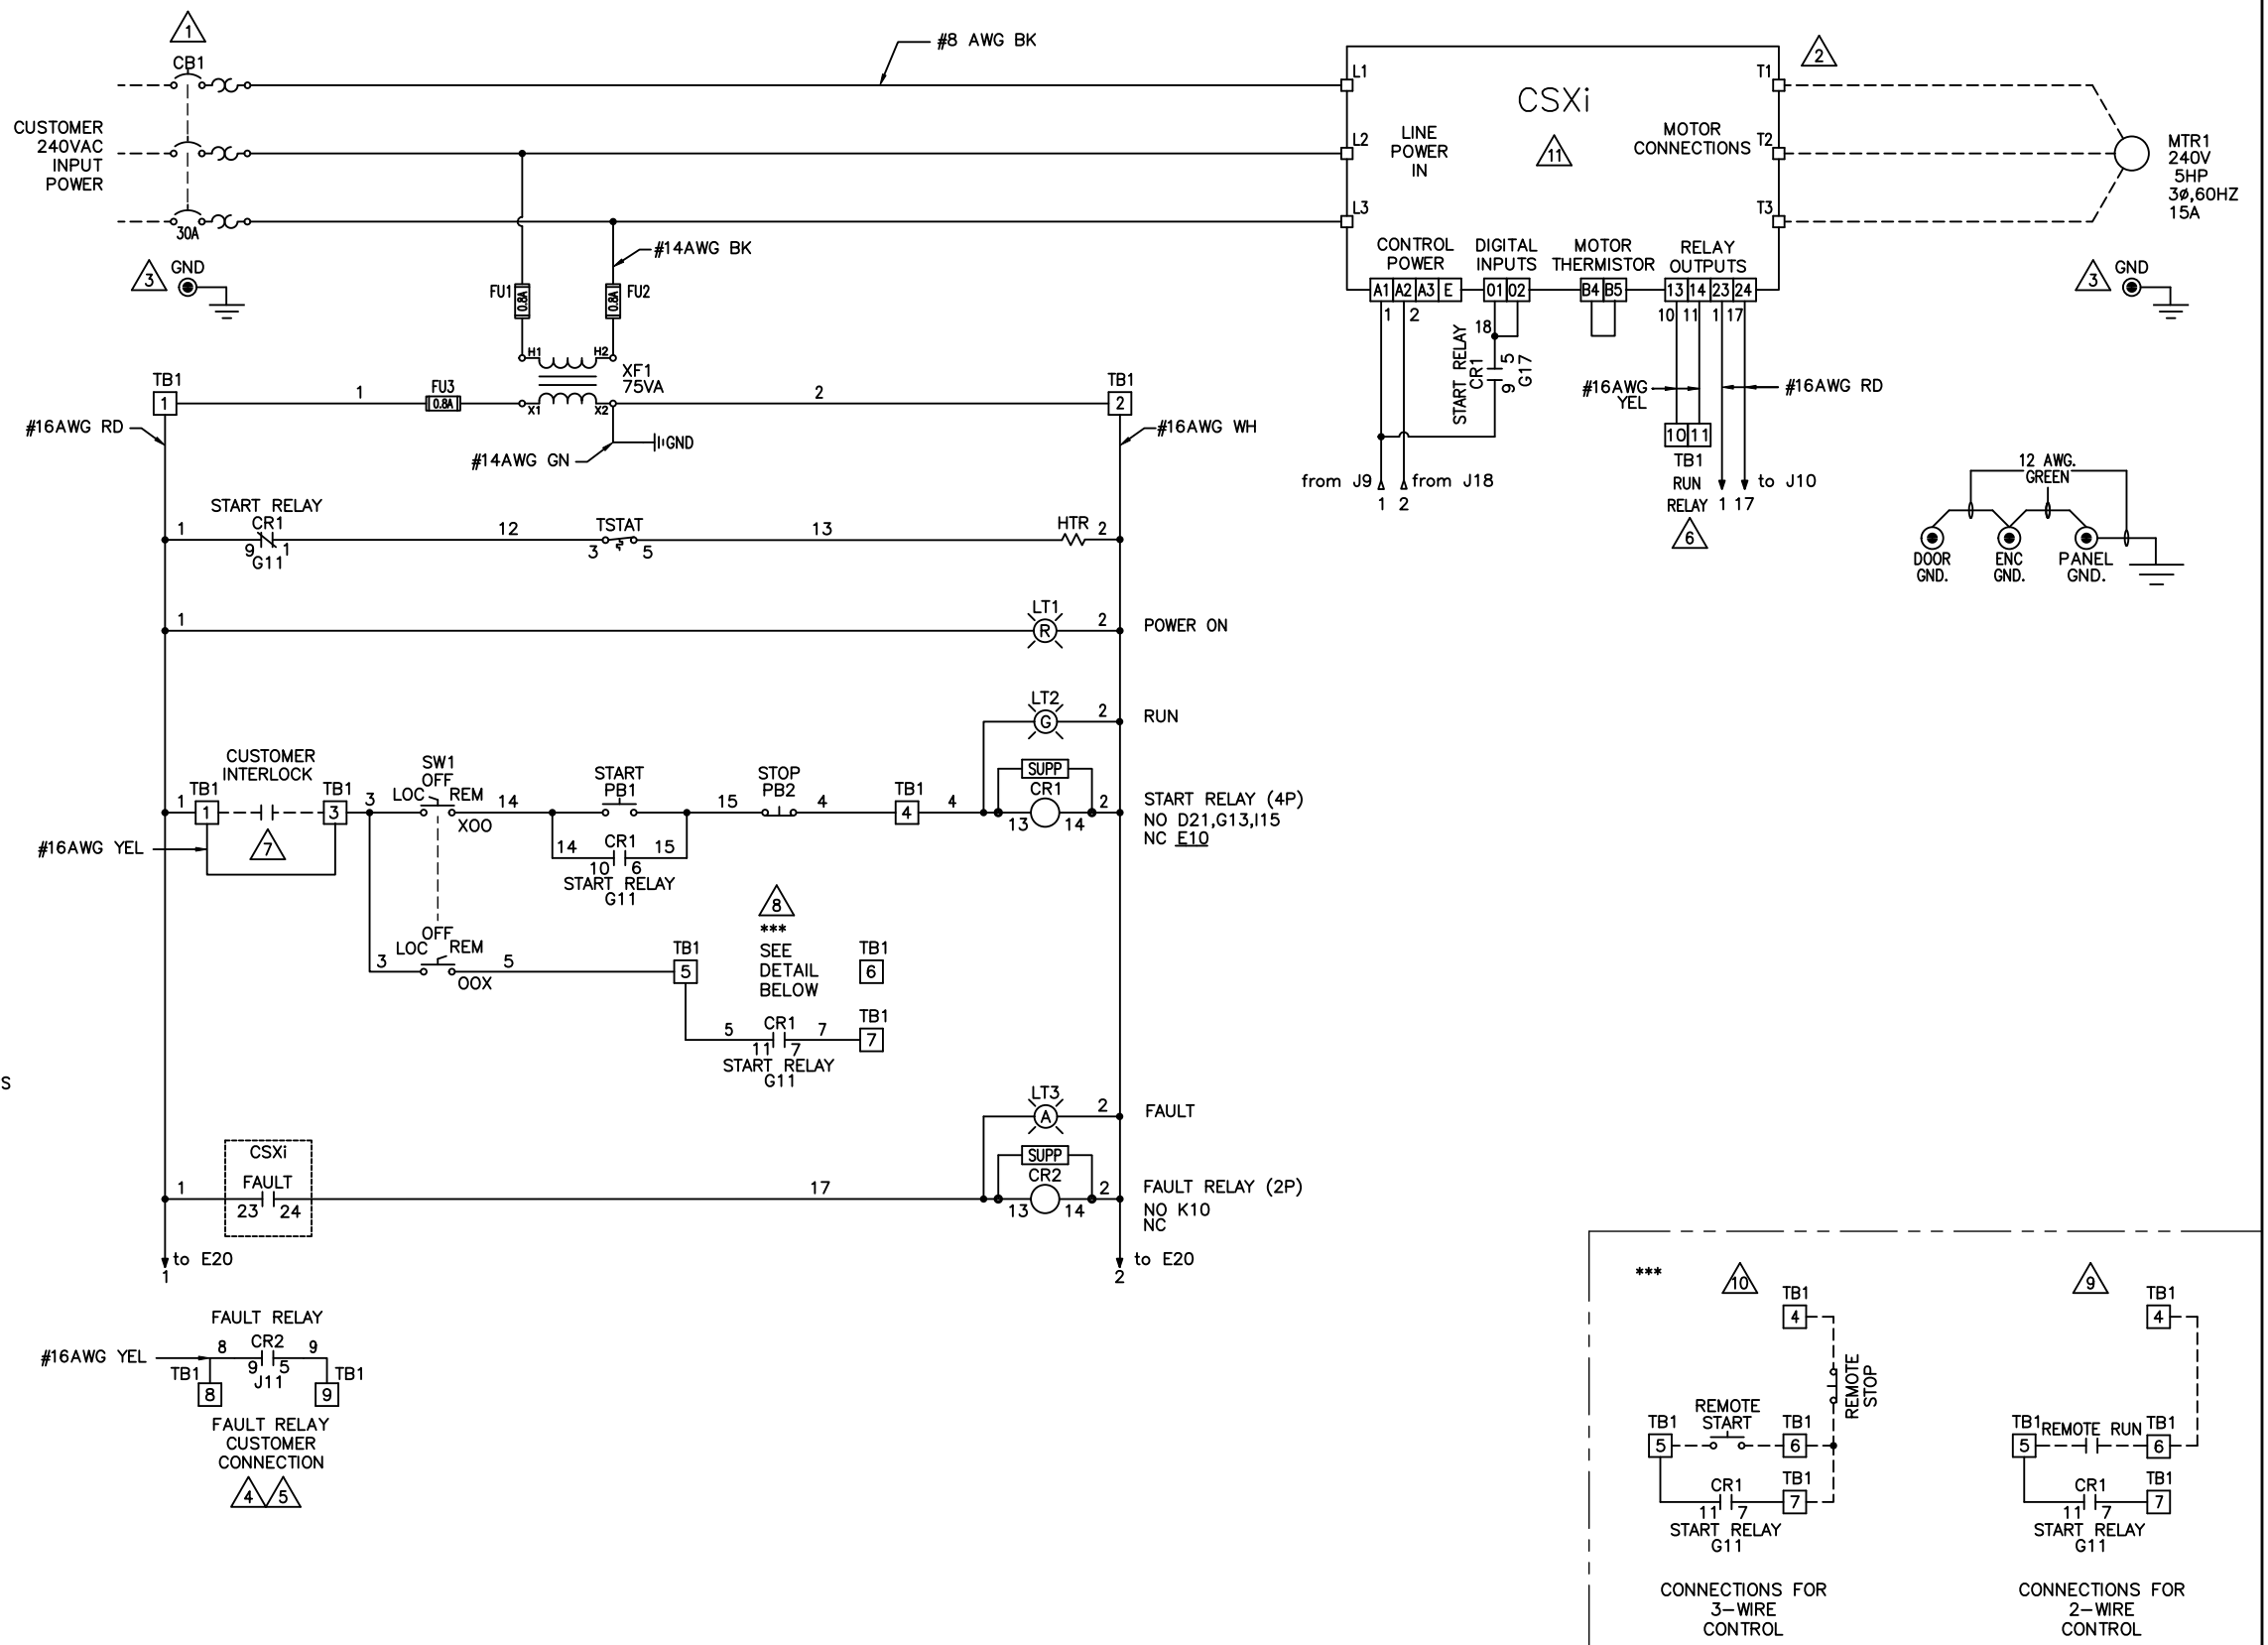 1
CB1
#8 AWG BK
CUSTOMER
240VAC
INPUT
POWER
30A
3
GND
L1
L2
L3
LINE
POWER
IN
CSXi
11
MOTOR
CONNECTIONS
T1
T2
T3
2
MTR1
240V
5HP
3ø,60HZ
15A
3
GND
CONTROL
POWER
DIGITAL
INPUTS
MOTOR
THERMISTOR
RELAY
OUTPUTS
A1 A2 A3 E
01 02
B4 B5
13 14 23 24
1 2
18
10 11 1 17
START RELAY
CR1
9 5
G17
#16AWG
YEL
#16AWG RD
10 11
TB1
RUN
RELAY
1 17
to J10
6
from J9
from J18
1 2
12 AWG.
GREEN
DOOR
GND.
ENC
GND.
PANEL
GND.
#14AWG BK
FU1
0.8A
FU2
0.8A
H1 H2
XF1
75VA
X1 X2
TB1
1
1
FU3
0.8A
2
TB1
2
#16AWG RD
#14AWG GN
GND
#16AWG WH
START RELAY
1
CR1
9 1
G11
12
TSTAT
3 5
13
HTR
2
1
LT1
R
2
POWER ON
LT2
G
2
RUN
CUSTOMER
INTERLOCK
1
TB1
1
TB1
3
3
7
#16AWG YEL
SW1
OFF
LOC REM
XOO
14
START
PB1
15
STOP
PB2
4
TB1
4
4
14
CR1
15
10 6
START RELAY
G11
SUPP
CR1
13 14
2
START RELAY (4P)
NO D21,G13,I15
NC E10
OFF
LOC REM
OOX
3
5
TB1
5
8
***
SEE
DETAIL
BELOW
TB1
6
5
CR1
7
11 7
START RELAY
G11
TB1
7
S
LT3
A
2
FAULT
1
CSXi
FAULT
23 24
17
SUPP
CR2
13 14
2
FAULT RELAY (2P)
NO K10
NC
to E20
1
to E20
2
FAULT RELAY
#16AWG YEL
8
CR2
9
9 5
J11
TB1
8
TB1
9
FAULT RELAY
CUSTOMER
CONNECTION
4 5
***
10
TB1
4
REMOTE
STOP
REMOTE
START
TB1
5
TB1
6
CR1
11 7
TB1
7
START RELAY
G11
CONNECTIONS FOR
3-WIRE
CONTROL
9
TB1
4
TB1
5
REMOTE RUN
TB1
6
CR1
11 7
TB1
7
START RELAY
G11
CONNECTIONS FOR
2-WIRE
CONTROL